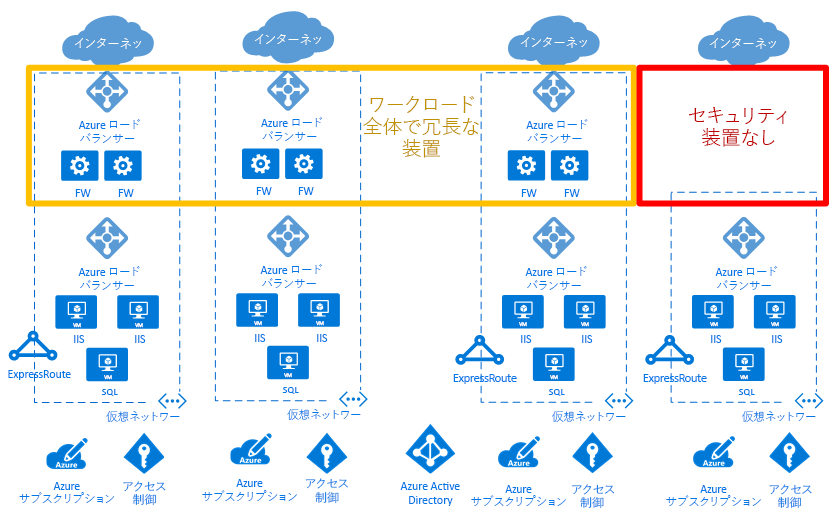 インターネッ
インターネッ
インターネッ
インターネッ
Azure ロード
バランサー
Azure ロード
バランサー
ワークロード
全体で冗長な
装置
Azure ロード
バランサー
セキュリティ
装置なし
FW
FW
FW
FW
FW
FW
Azure ロード
バランサー
Azure ロード
バランサー
Azure ロード
バランサー
Azure ロード
バランサー
VM
VM
VM
VM
VM
VM
VM
VM
IIS
IIS
IIS
IIS
IIS
IIS
IIS
IIS
ExpressRoute
ExpressRoute
ExpressRoute
VM
VM
VM
VM
SQL
SQL
SQL
SQL
仮想ネットワー
仮想ネットワー
仮想ネットワー
仮想ネットワー
Azure
Azure
サブスクリプション
アクセス
制御
Azure
Azure
サブスクリプション
アクセス
制御
Azure Active
Directory
Azure
Azure
サブスクリプション
アクセス
制御
Azure
Azure
サブスクリプション
アクセス
制御